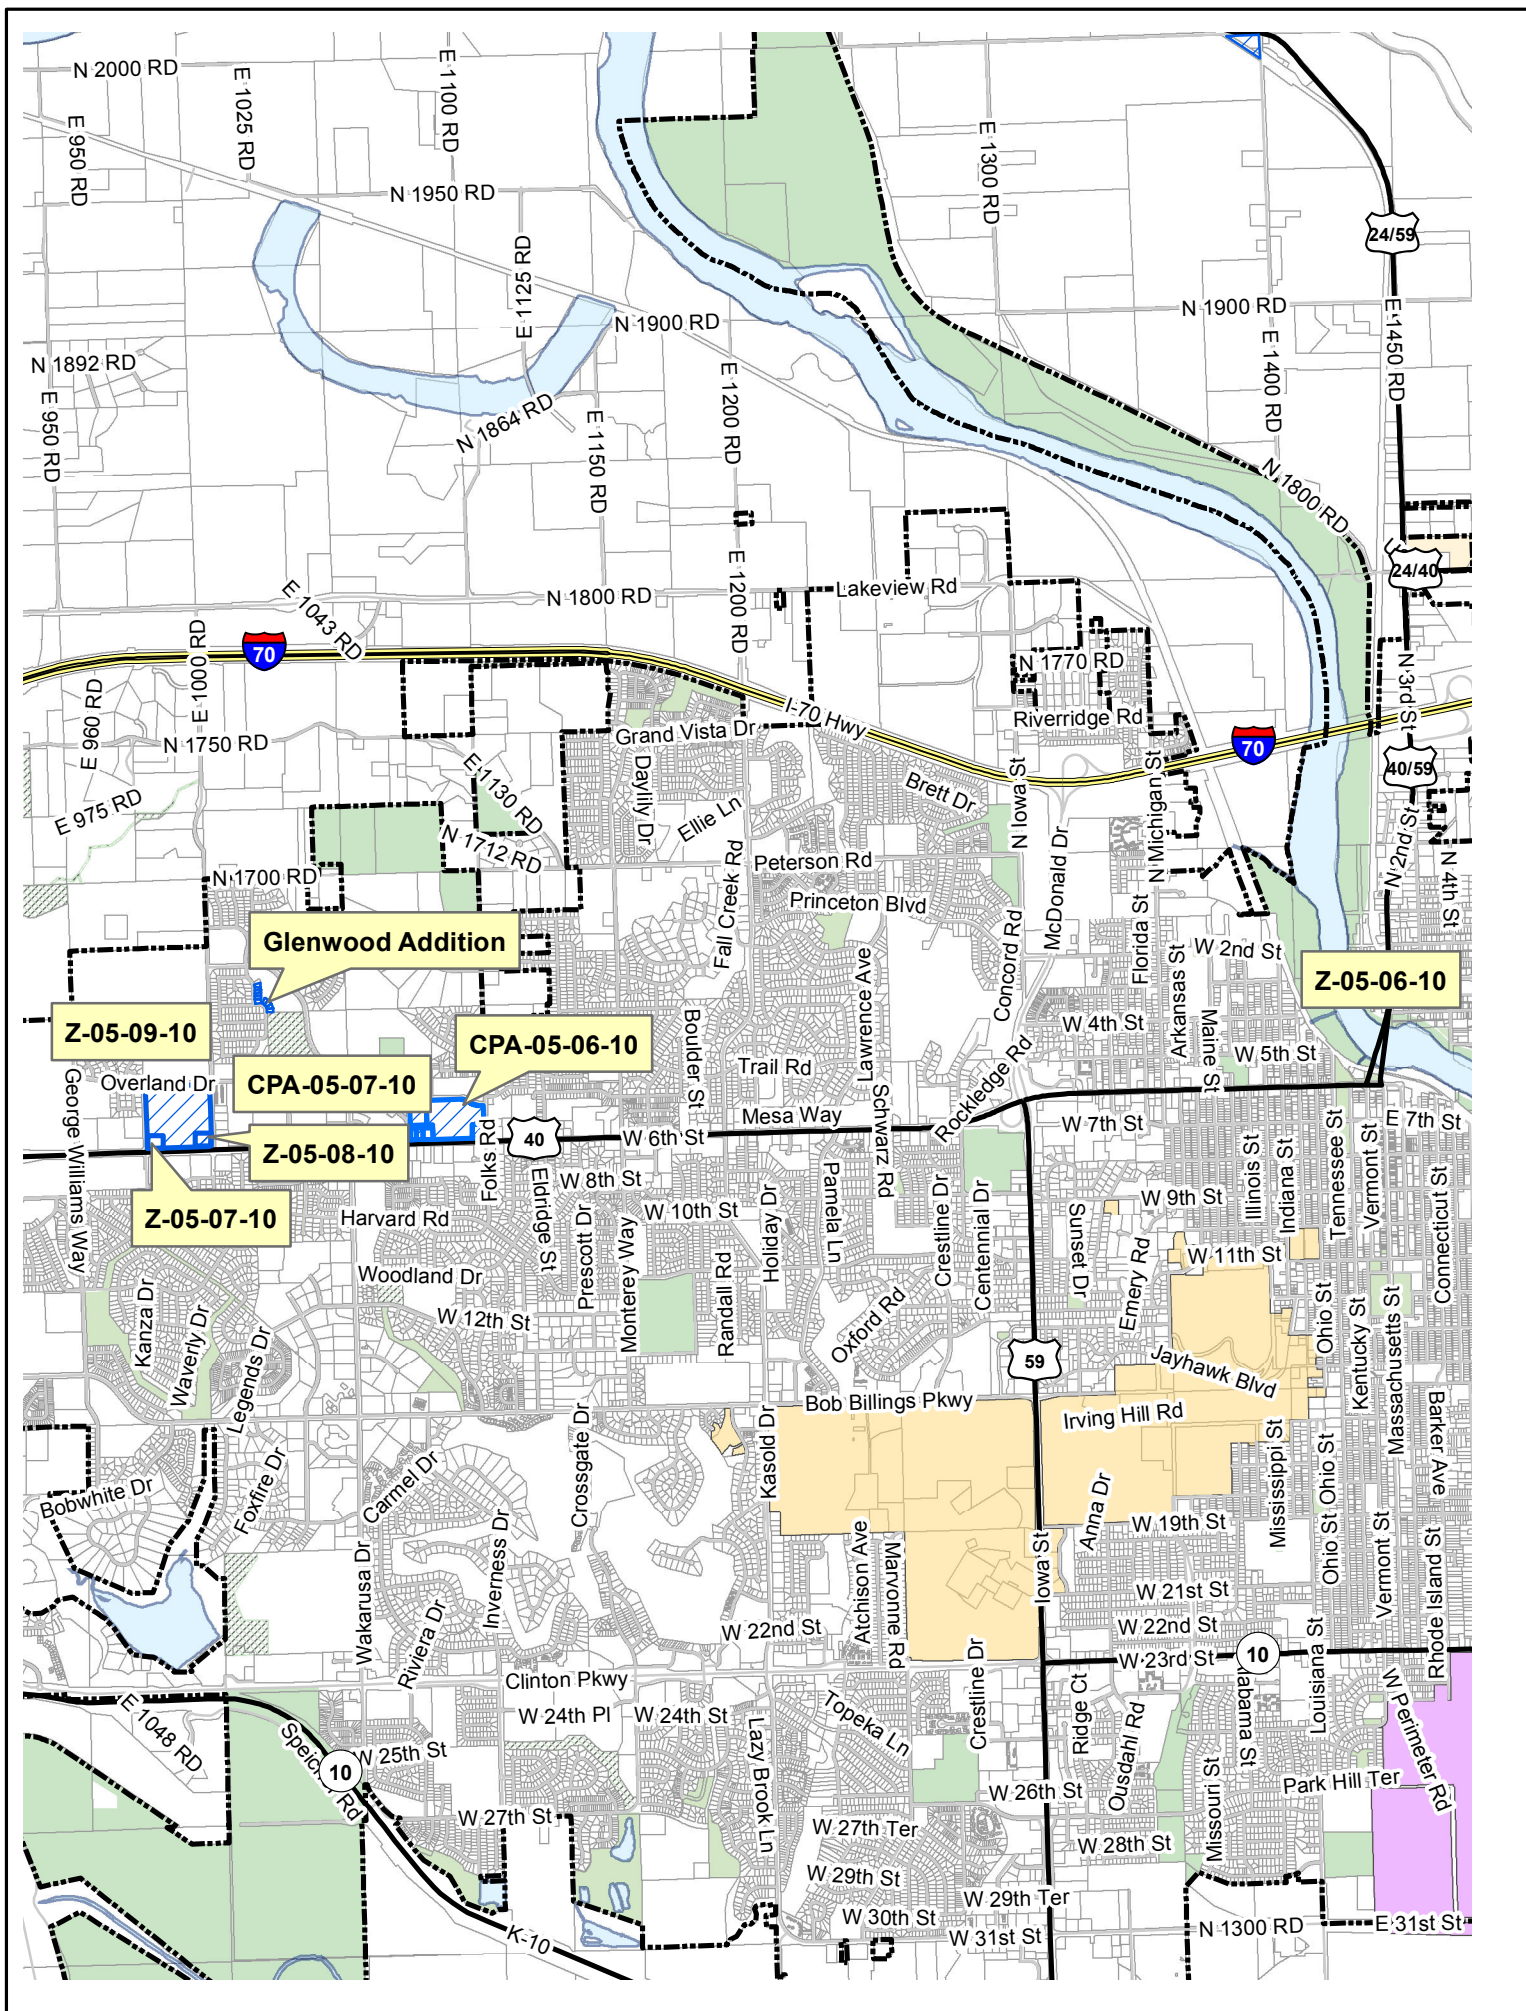 N 2000 RD
E 1025 RD
E 1100 RD
E 950 RD
E 1300 RD
N 1950 RD
24/59
E 1125 RD
N 1900 RD
N 1900 RD
E 1450 RD
N 1892 RD
E 1400 RD
E 1200 RD
E 950 RD
N 1864 RD
E 1150 RD
N 1800 RD
24/40
E 1200 RD
Lakeview Rd
N 1800 RD
E 1043 RD
E 1000 RD
70
N 1770 RD
N 3rd St
E 960 RD
I-70 Hwy
Riverridge Rd
Grand Vista Dr
N 1750 RD
70
40/59
E 1130 RD
Dayflily Dr
Brett Dr
N Iowa St
N Michigan St
E 975 RD
Ellie Ln
N 1712 RD
McDonald Dr
N 2nd St
Peterson Rd
N 1700 RD
N 4th St
Princeton Blvd
Fall Creek Rd
Florida St
Glenwood Addition
Concord Rd
W 2nd St
Lawrence Ave
Arkansas St
Z-05-06-10
Z-05-09-10
CPA-05-06-10
W 4th St
Maine St
Boulder St
W 5th St
Trail Rd
Rockledge Rd
Overland Dr
CPA-05-07-10
George Williams Way
Schwarz Rd
Mesa Way
W 7th St
E 7th St
40
W 6th St
Folks Rd
Z-05-08-10
Tennessee St
Vermont St
Illinois St
Indiana St
Connecticut St
W 8th St
Eldridge St
W 9th St
Z-05-07-10
Harvard Rd
W 10th St
Pamela Ln
Crestline Dr
Centennial Dr
Sunset Dr
Holiday Dr
Prescott Dr
Monterey Way
W 11th St
Emery Rd
Woodland Dr
Randall Rd
Kanza Dr
W 12th St
Ohio St
Kentucky St
Massachusetts St
Waverly Dr
Legends Dr
Oxford Rd
59
Jayhawk Blvd
Bob Billings Pkwy
Irving Hill Rd
Barker Ave
Crossgate Dr
Kasold Dr
Mississippi St
Foxfire Dr
Carmel Dr
Bobwhite Dr
Anna Dr
Ohio St
W 19th St
Inverness Dr
Atchison Ave
Marvonne Rd
Iowa St
Ohio St
Vermont St
Rhode Island St
Wakarusa Dr
W 21st St
Riviera Dr
W 22nd St
W 22nd St
W 23rd St
10
Clinton Pkwy
Crestline Dr
Louisiana St
W Perimeter Rd
E 1048 RD
W 24th Pl
W 24th St
Topeka Ln
Ridge Ct
Ousdahl Rd
Lazy Brook Ln
W 25th St
10
Missouri St
Park Hill Ter
W 26th St
W 27th St
W 27th Ter
W 28th St
W 29th St
W 29th Ter
W 30th St
W 31st St
N 1300 RD
E 31st St
K-10